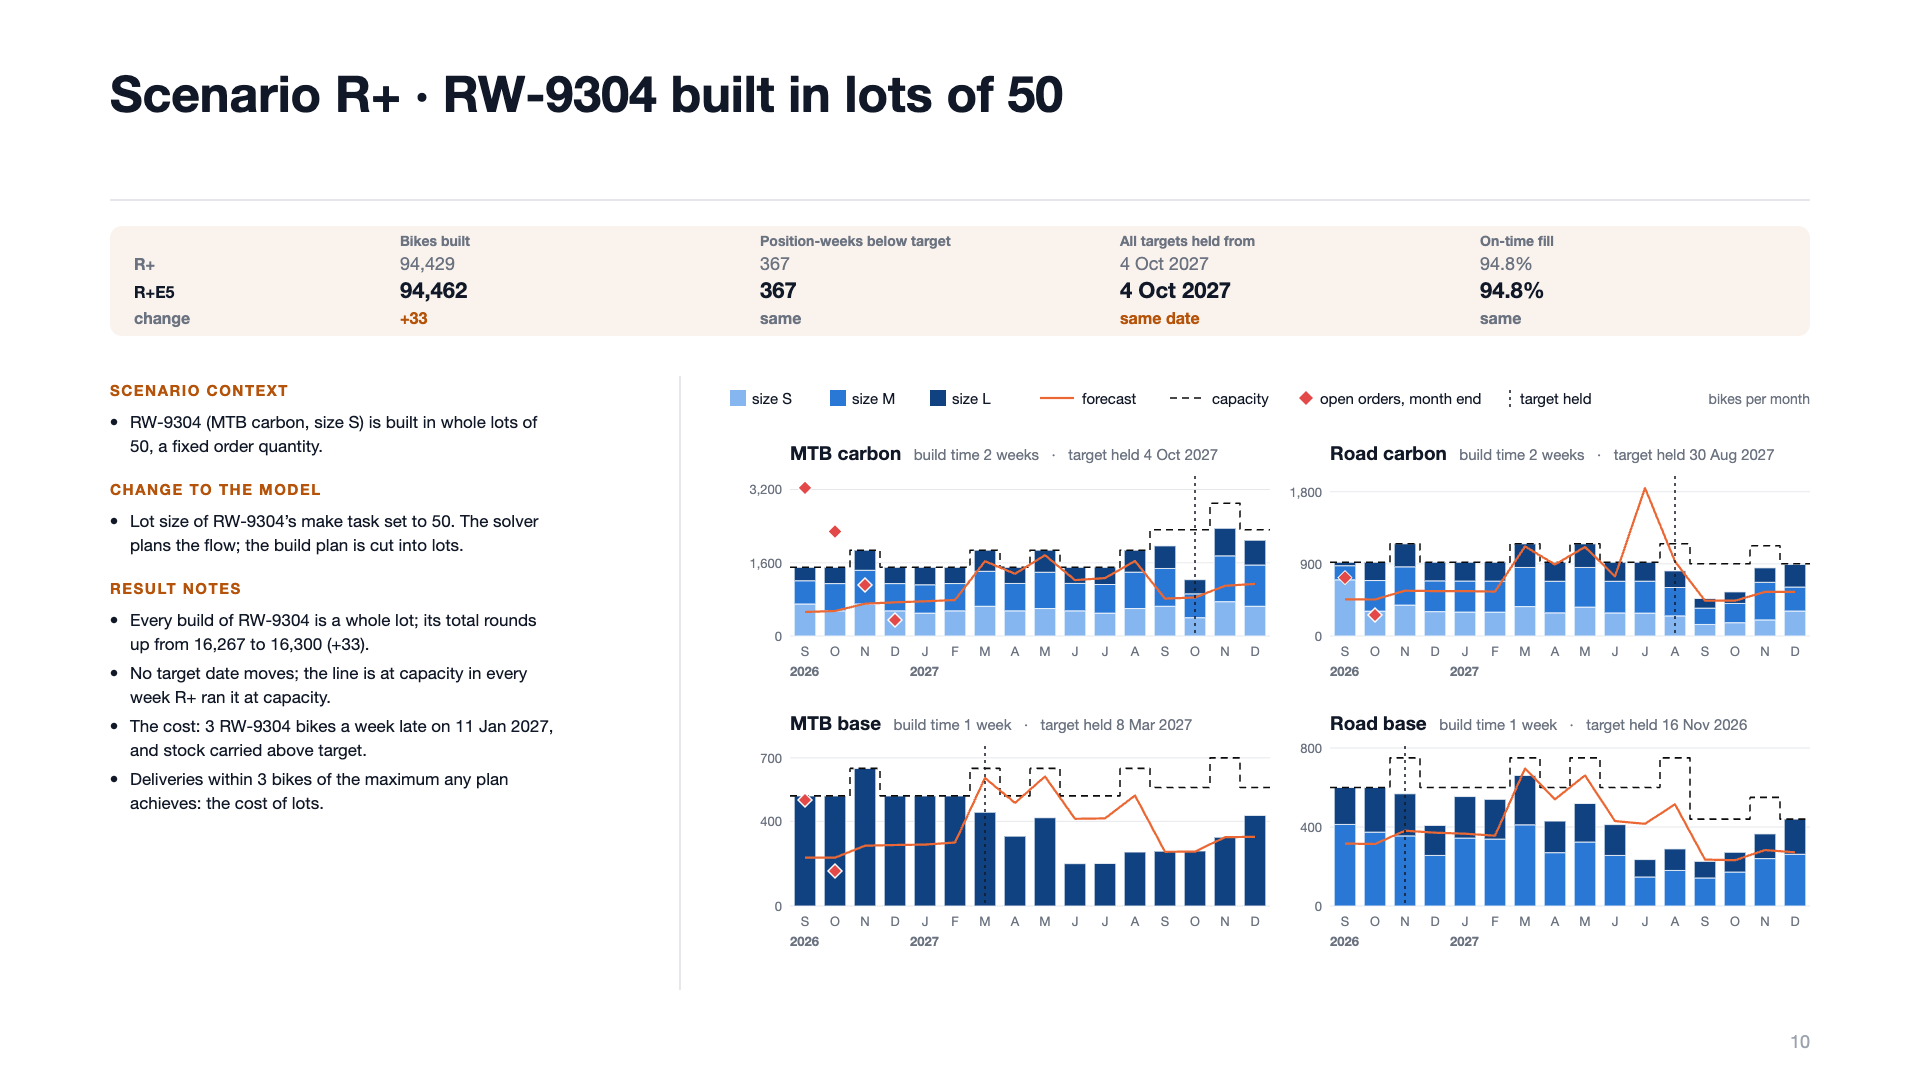 Scenario R+ · RW-9304 built in lots of 50
Bikes built Position-weeks below target All targets held from On-time fill
R+ 94,429 367 4 Oct 2027 94.8%
R+E5 94,462 367 4 Oct 2027 94.8%
change +33 same same date same
SCENARIO CONTEXT
• RW-9304 (MTB carbon, size S) is built in whole lots of
50, a fixed order quantity.
CHANGE TO THE MODEL
• Lot size of RW-9304’s make task set to 50. The solver
plans the flow; the build plan is cut into lots.
RESULT NOTES
• Every build of RW-9304 is a whole lot; its total rounds
up from 16,267 to 16,300 (+33).
• No target date moves; the line is at capacity in every
week R+ ran it at capacity.
• The cost: 3 RW-9304 bikes a week late on 11 Jan 2027,
and stock carried above target.
• Deliveries within 3 bikes of the maximum any plan
achieves: the cost of lots.
size S size M size L forecast capacity open orders, month end target held bikes per month
MTB carbon build time 2 weeks · target held 4 Oct 2027
3,200
1,600
0
S O N D J F M A M J J A S O N D
2026 2027
Road carbon build time 2 weeks · target held 30 Aug 2027
1,800
900
0
S O N D J F M A M J J A S O N D
2026 2027
MTB base build time 1 week · target held 8 Mar 2027
700
400
0
S O N D J F M A M J J A S O N D
2026 2027
Road base build time 1 week · target held 16 Nov 2026
800
400
0
S O N D J F M A M J J A S O N D
2026 2027
10